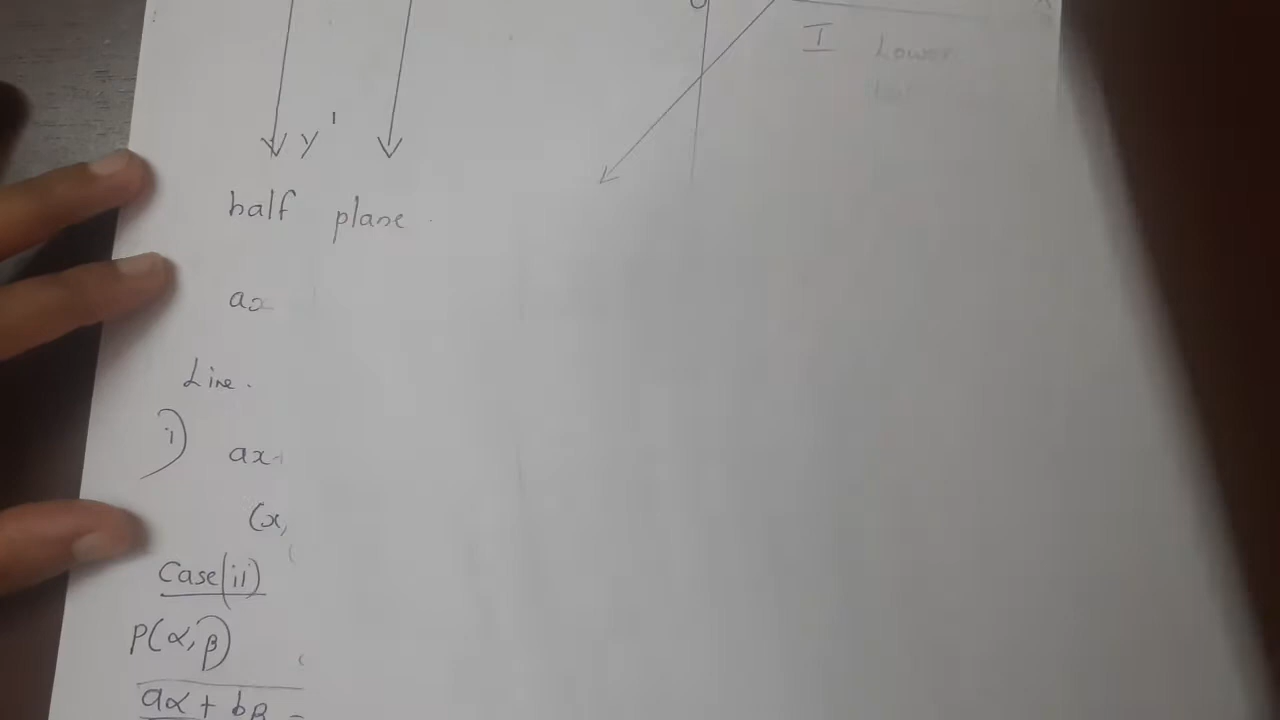 O X
I Lower
y'
half plane.
ax
Line.
i) ax
(x,
Case(ii)
P(α,β)
aα + bβ =